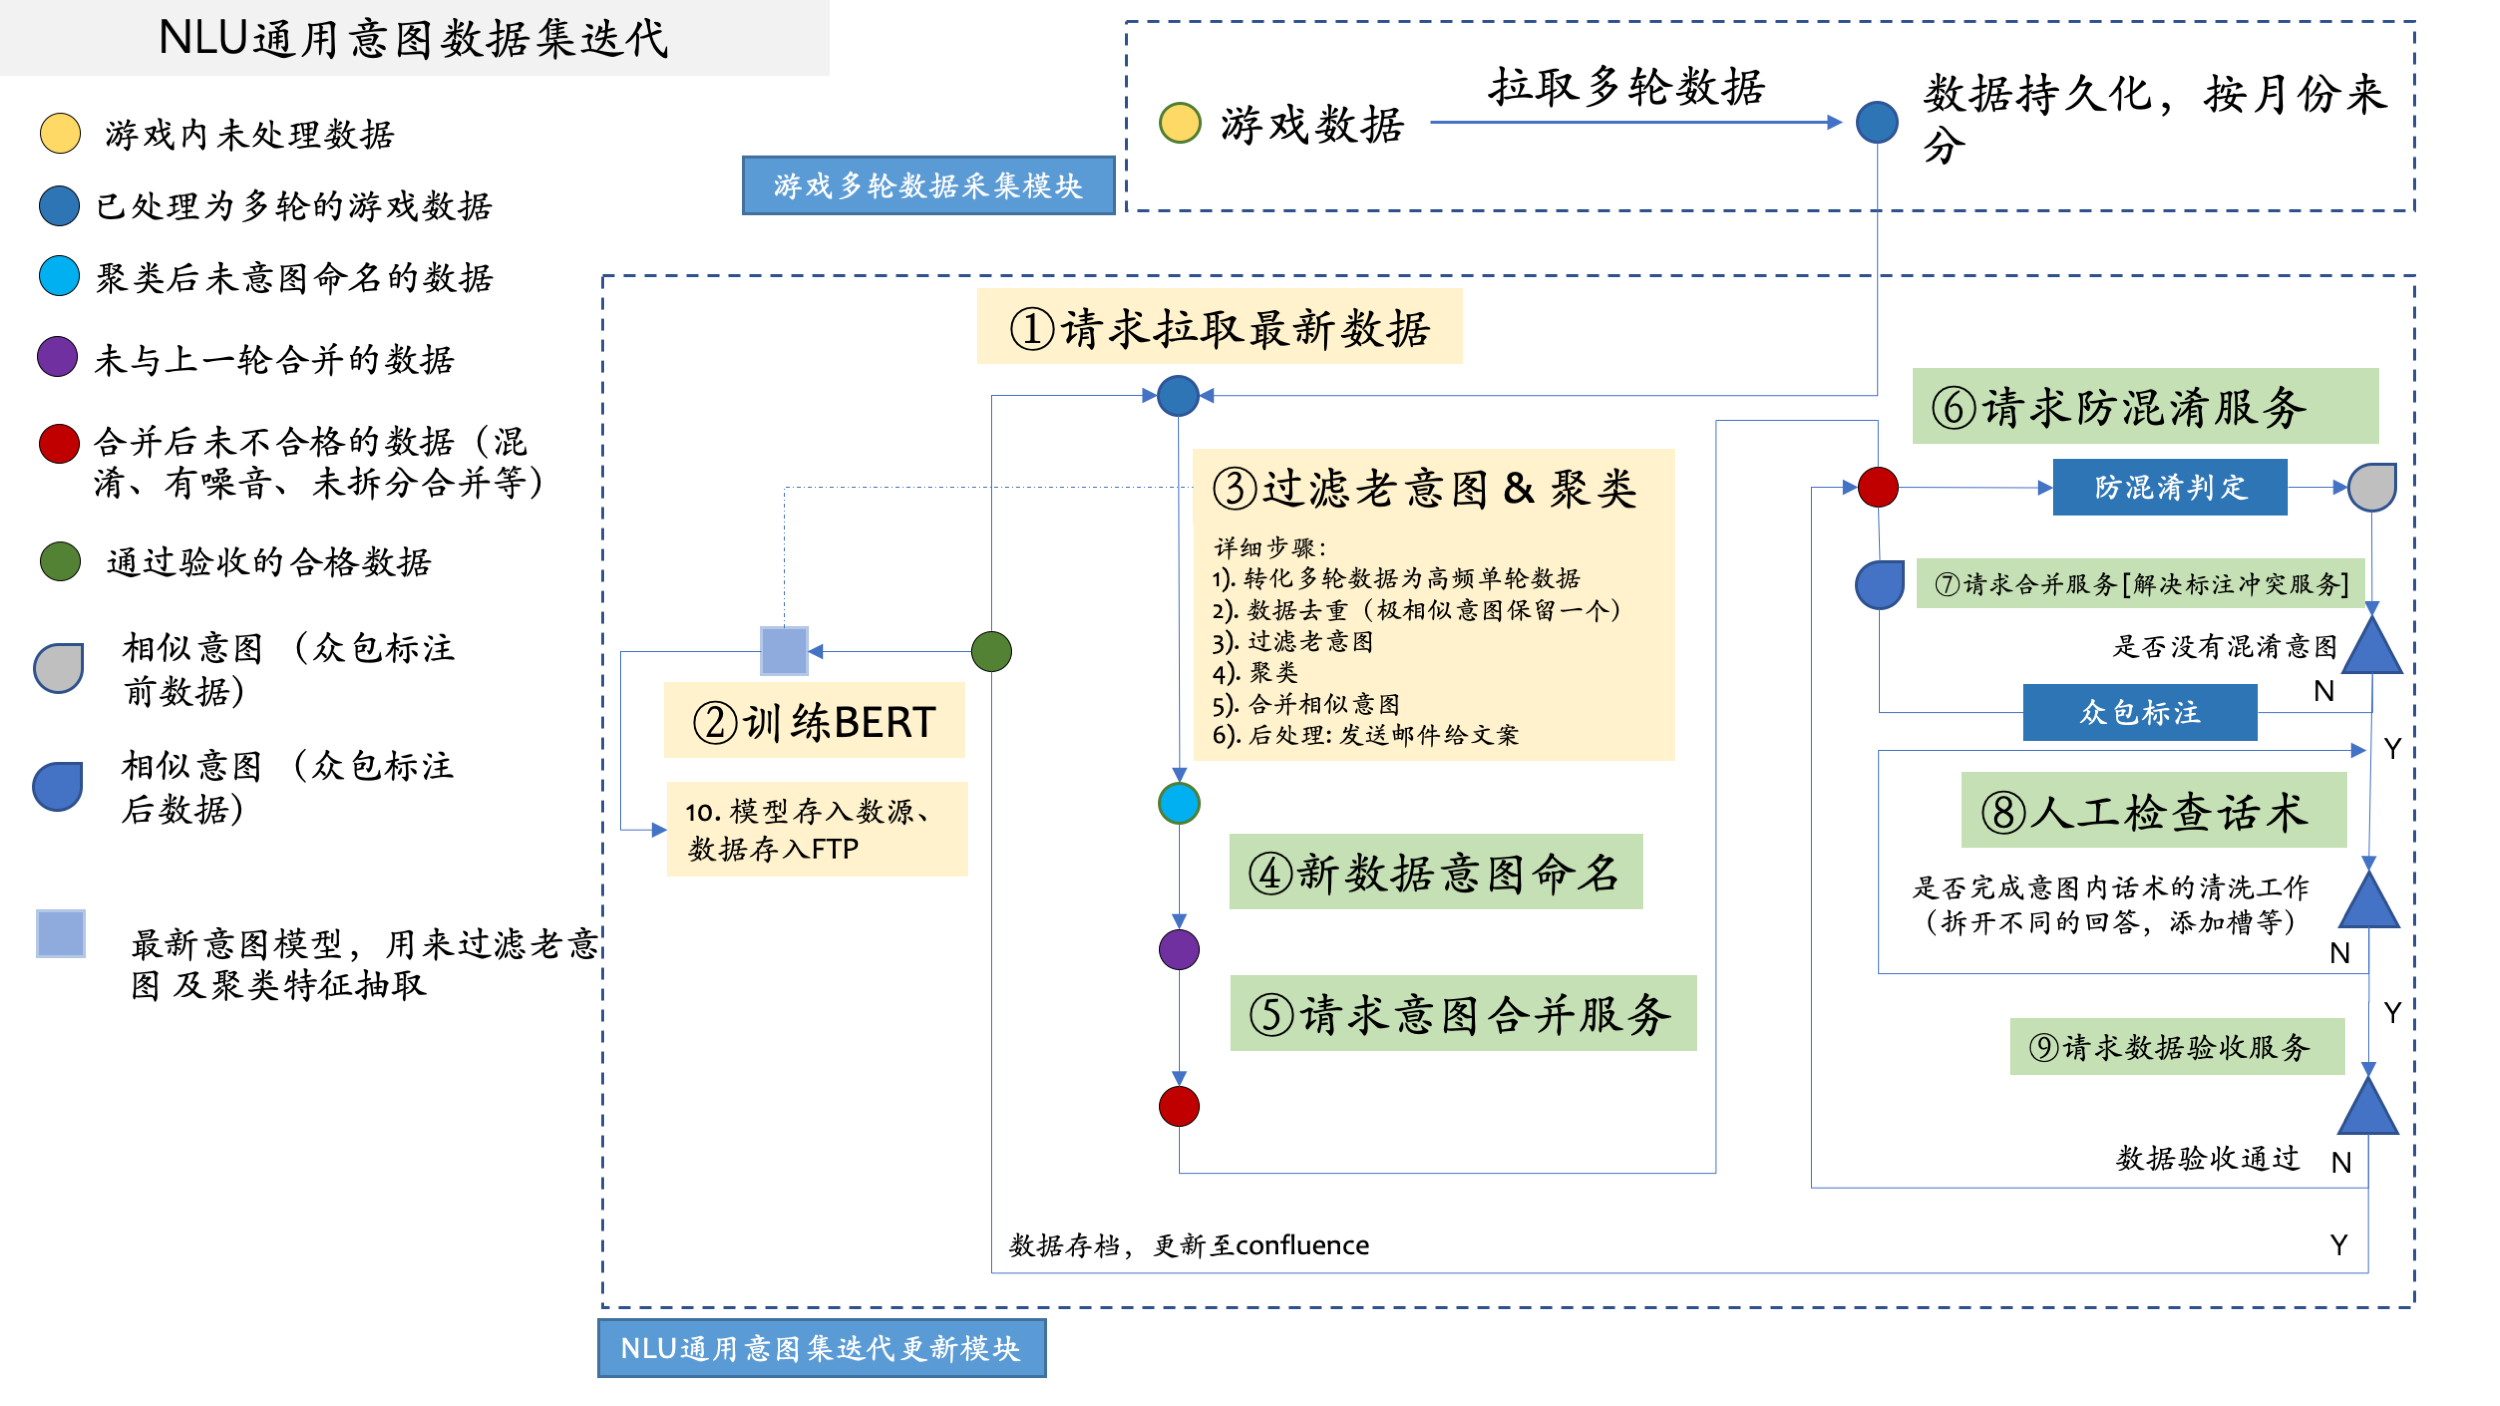 NLU通用意图数据集迭代
游戏内未处理数据
已处理为多轮的游戏数据
聚类后未意图命名的数据
未与上一轮合并的数据
合并后未不合格的数据（混
淆、有噪音、未拆分合并等）
通过验收的合格数据
相似意图 （众包标注
前数据）
相似意图 （众包标注
后数据）
最新意图模型，用来过滤老意
图 及聚类特征抽取
游戏数据
拉取多轮数据
数据持久化，按月份来
分
游戏多轮数据采集模块
①请求拉取最新数据
②训练BERT
10. 模型存入数源、
数据存入FTP
③过滤老意图 & 聚类
详细步骤:
1). 转化多轮数据为高频单轮数据
2). 数据去重（极相似意图保留一个）
3). 过滤老意图
4). 聚类
5). 合并相似意图
6). 后处理: 发送邮件给文案
④新数据意图命名
⑤请求意图合并服务
⑥请求防混淆服务
防混淆判定
⑦请求合并服务[解决标注冲突服务]
是否没有混淆意图
N
众包标注
Y
⑧人工检查话术
是否完成意图内话术的清洗工作
（拆开不同的回答，添加槽等）
N
Y
⑨请求数据验收服务
数据验收通过
N
数据存档，更新至confluence
Y
NLU通用意图集迭代更新模块